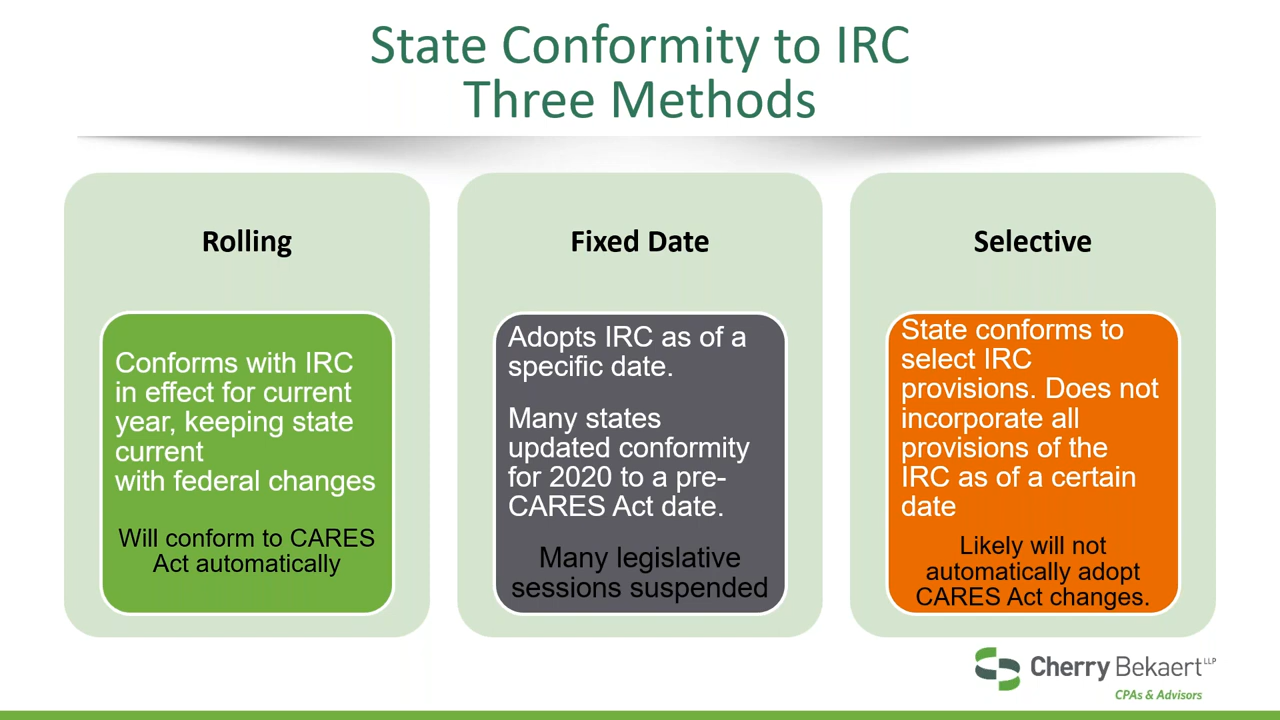 State Conformity to IRC
Three Methods
Rolling
Conforms with IRC
in effect for current
year, keeping state
current
with federal changes
Will conform to CARES
Act automatically
Fixed Date
Adopts IRC as of a
specific date.
Many states
updated conformity
for 2020 to a pre-
CARES Act date.
Many legislative
sessions suspended
Selective
State conforms to
select IRC
provisions. Does not
incorporate all
provisions of the
IRC as of a certain
date
Likely will not
automatically adopt
CARES Act changes.
Cherry Bekaert LLP
CPAs & Advisors